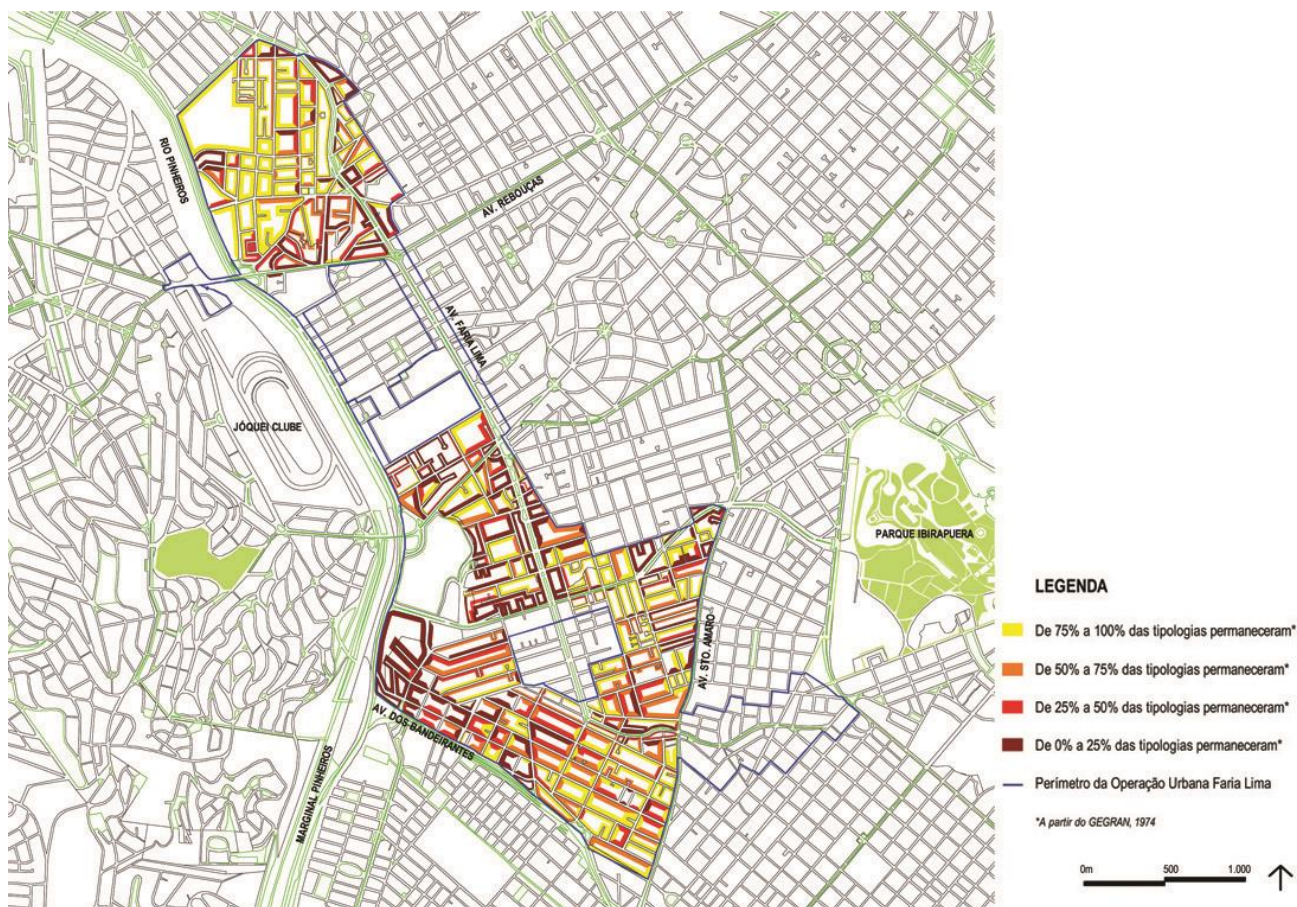 RIO PINHEIROS
AV. REBOUÇAS
AV. FARIA LIMA
JÓQUEI CLUBE
PARQUE IBIRAPUERA
AV. STO. AMARO
AV. DOS BANDEIRANTES
MARGINAL PINHEIROS
LEGENDA
De 75% a 100% das tipologias permaneceram*
De 50% a 75% das tipologias permaneceram*
De 25% a 50% das tipologias permaneceram*
De 0% a 25% das tipologias permaneceram*
Perímetro da Operação Urbana Faria Lima
*A partir do GEGRAN, 1974
0m 500 1.000